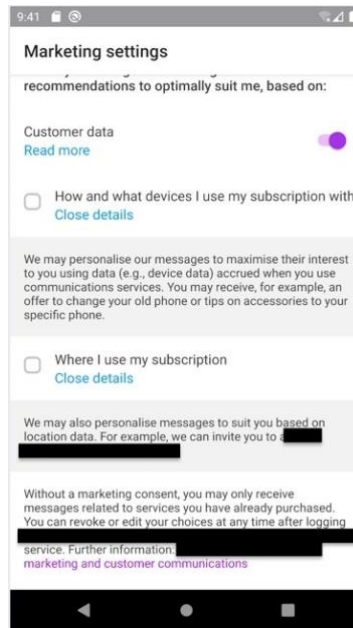 9:41
Marketing settings
recommendations to optimally suit me, based on:
Customer data
Read more
How and what devices I use my subscription with
Close details
We may personalise our messages to maximise their interest
to you using data (e.g., device data) accrued when you use
communications services. You may receive, for example, an
offer to change your old phone or tips on accessories to your
specific phone.
Where I use my subscription
Close details
We may also personalise messages to suit you based on
location data. For example, we can invite you to
Without a marketing consent, you may only receive
messages related to services you have already purchased.
You can revoke or edit your choices at any time after logging
service. Further information:
marketing and customer communications